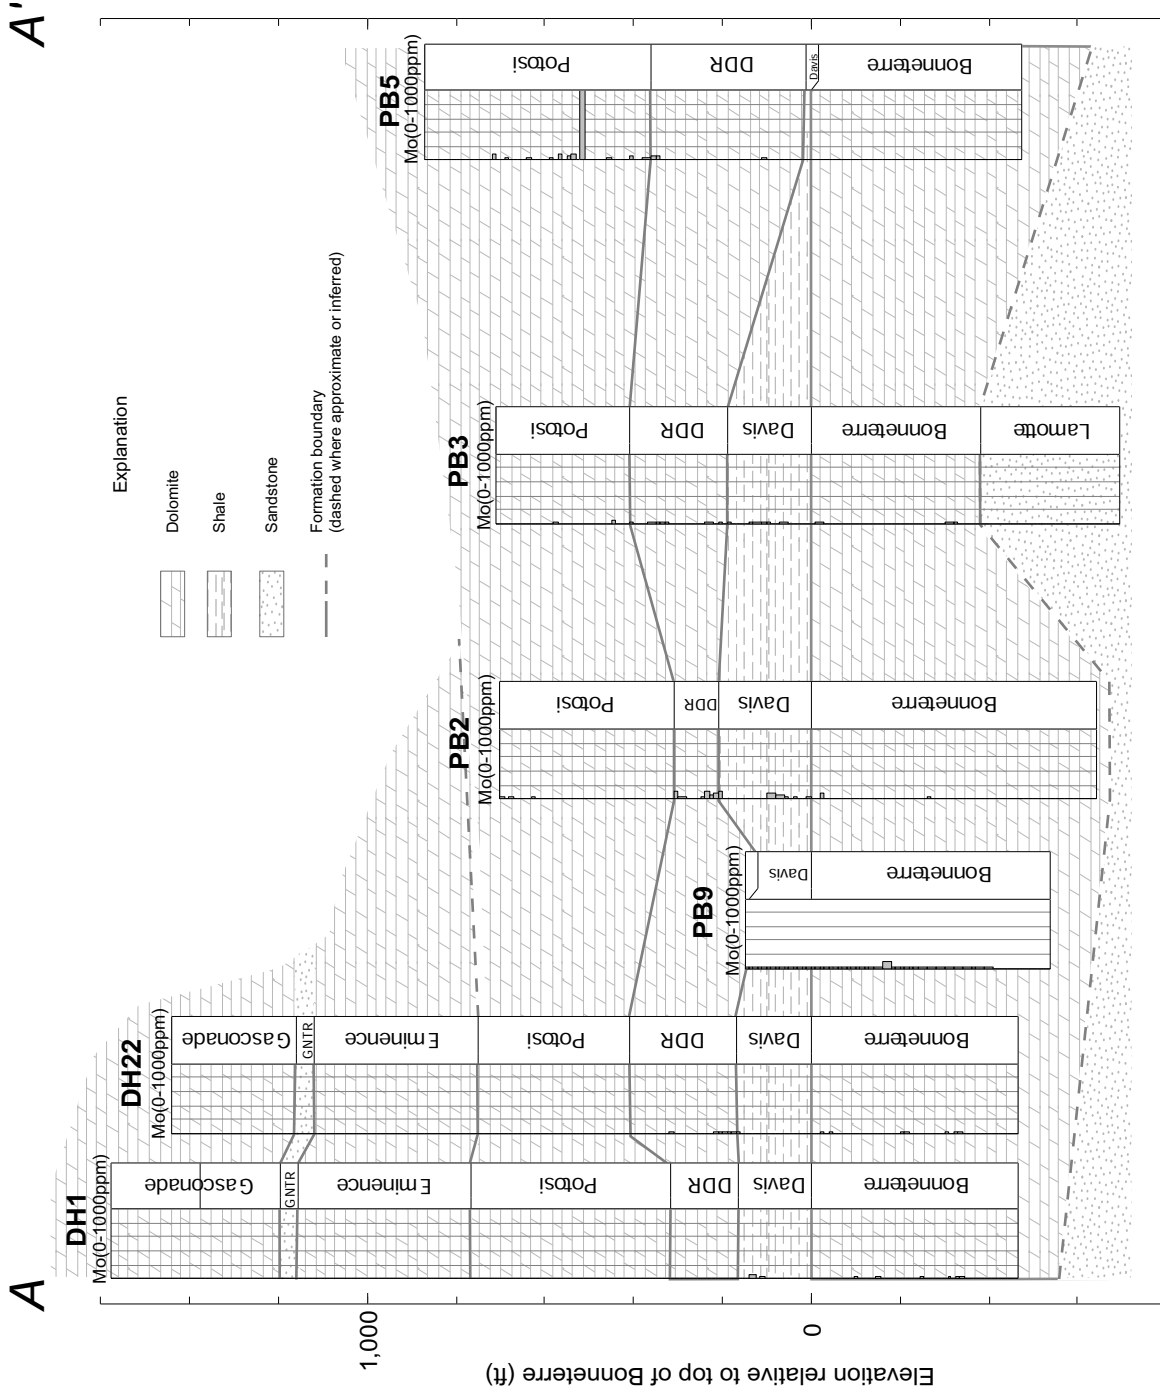 A
A'
DH1
DH22
PB9
PB2
PB3
PB5
Mo(0-1000ppm)
Mo(0-1000ppm)
Mo(0-1000ppm)
Mo(0-1000ppm)
Mo(0-1000ppm)
Mo(0-1000ppm)
Gasconade
GNTR
Eminence
Potosi
DDR
Davis
Bonneterre
Gasconade
GNTR
Eminence
Potosi
DDR
Davis
Bonneterre
Davis
Bonneterre
Potosi
DDR
Davis
Bonneterre
Potosi
DDR
Davis
Bonneterre
Lamotte
Potosi
DDR
Davis
Bonneterre
Explanation
Dolomite
Shale
Sandstone
Formation boundary
(dashed where approximate or inferred)
1,000
0
Elevation relative to top of Bonneterre (ft)